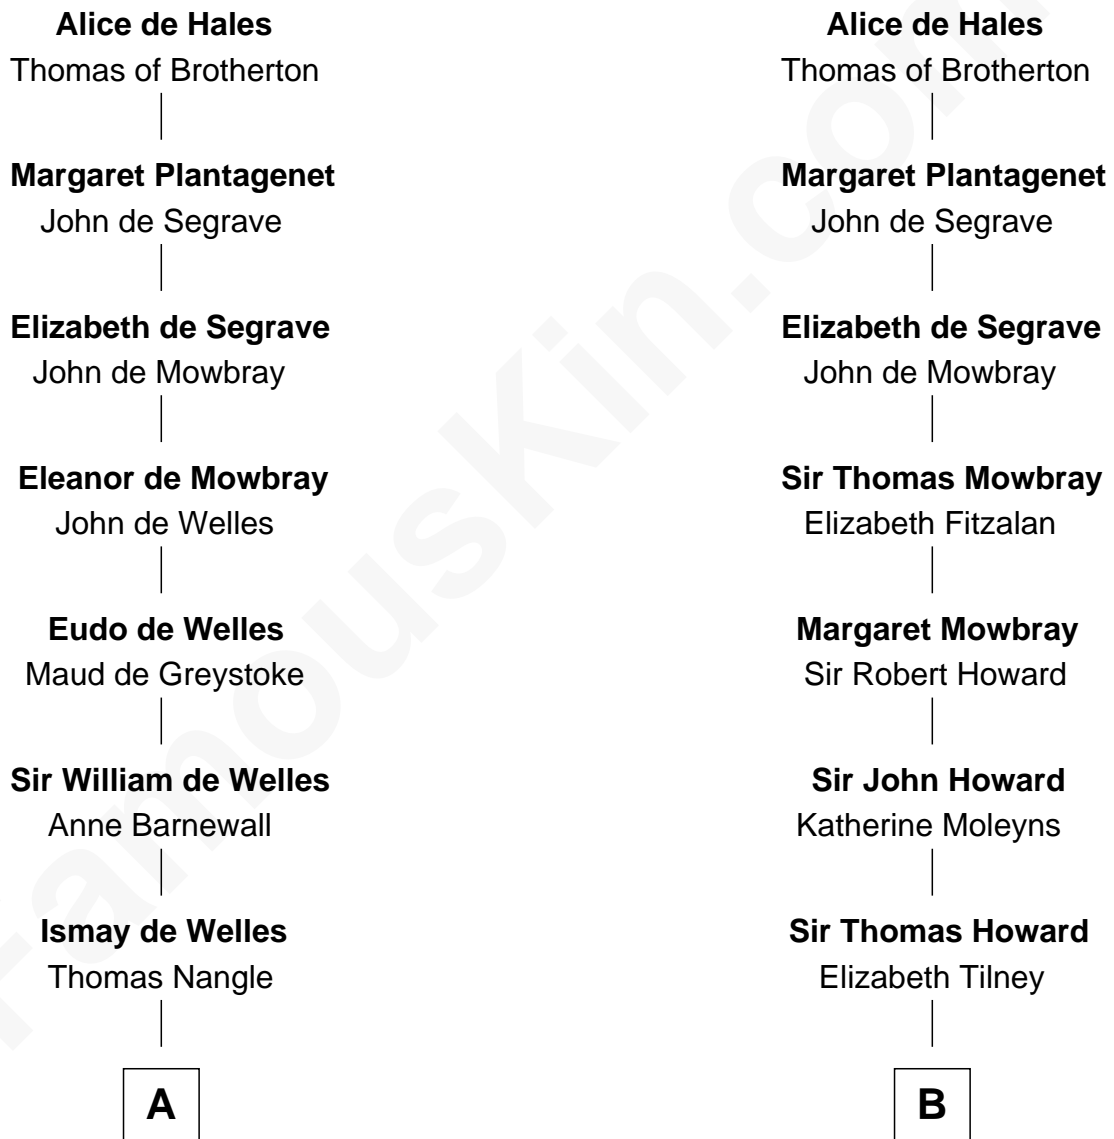 Alice de Hales
Thomas of Brotherton
Margaret Plantagenet
John de Segrave
Elizabeth de Segrave
John de Mowbray
Eleanor de Mowbray
John de Welles
Eudo de Welles
Maud de Greystoke
Sir William de Welles
Anne Barnewall
Ismay de Welles
Thomas Nangle
A
Alice de Hales
Thomas of Brotherton
Margaret Plantagenet
John de Segrave
Elizabeth de Segrave
John de Mowbray
Sir Thomas Mowbray
Elizabeth Fitzalan
Margaret Mowbray
Sir Robert Howard
Sir John Howard
Katherine Moleyns
Sir Thomas Howard
Elizabeth Tilney
B
FamousKin.com